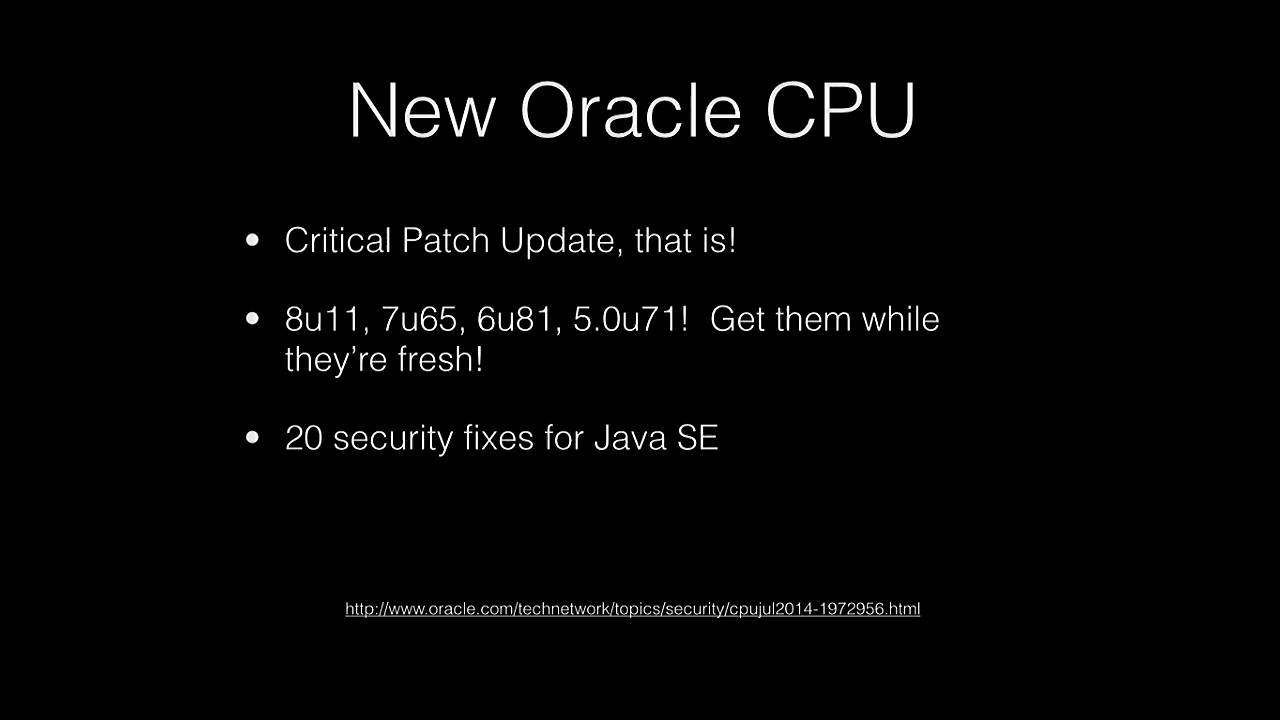 New Oracle CPU
• Critical Patch Update, that is!
• 8u11, 7u65, 6u81, 5.0u71!  Get them while
they’re fresh!
• 20 security fixes for Java SE
http://www.oracle.com/technetwork/topics/security/cpujul2014-1972956.html